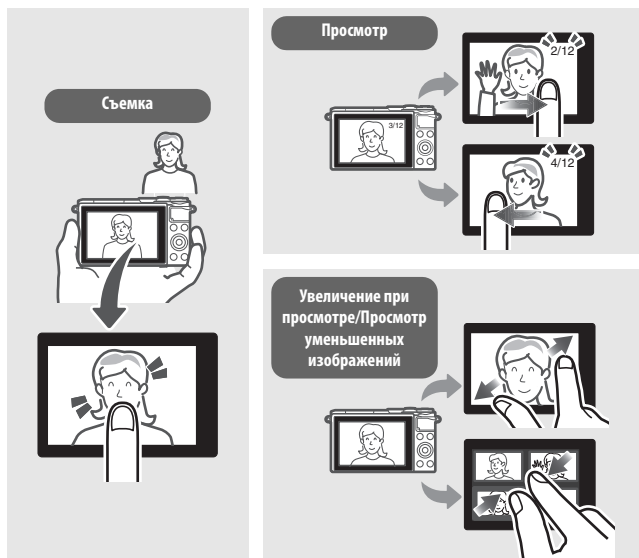 Съемка
Просмотр
3/12
2/12
4/12
Увеличение при
просмотре/Просмотр
уменьшенных
изображений